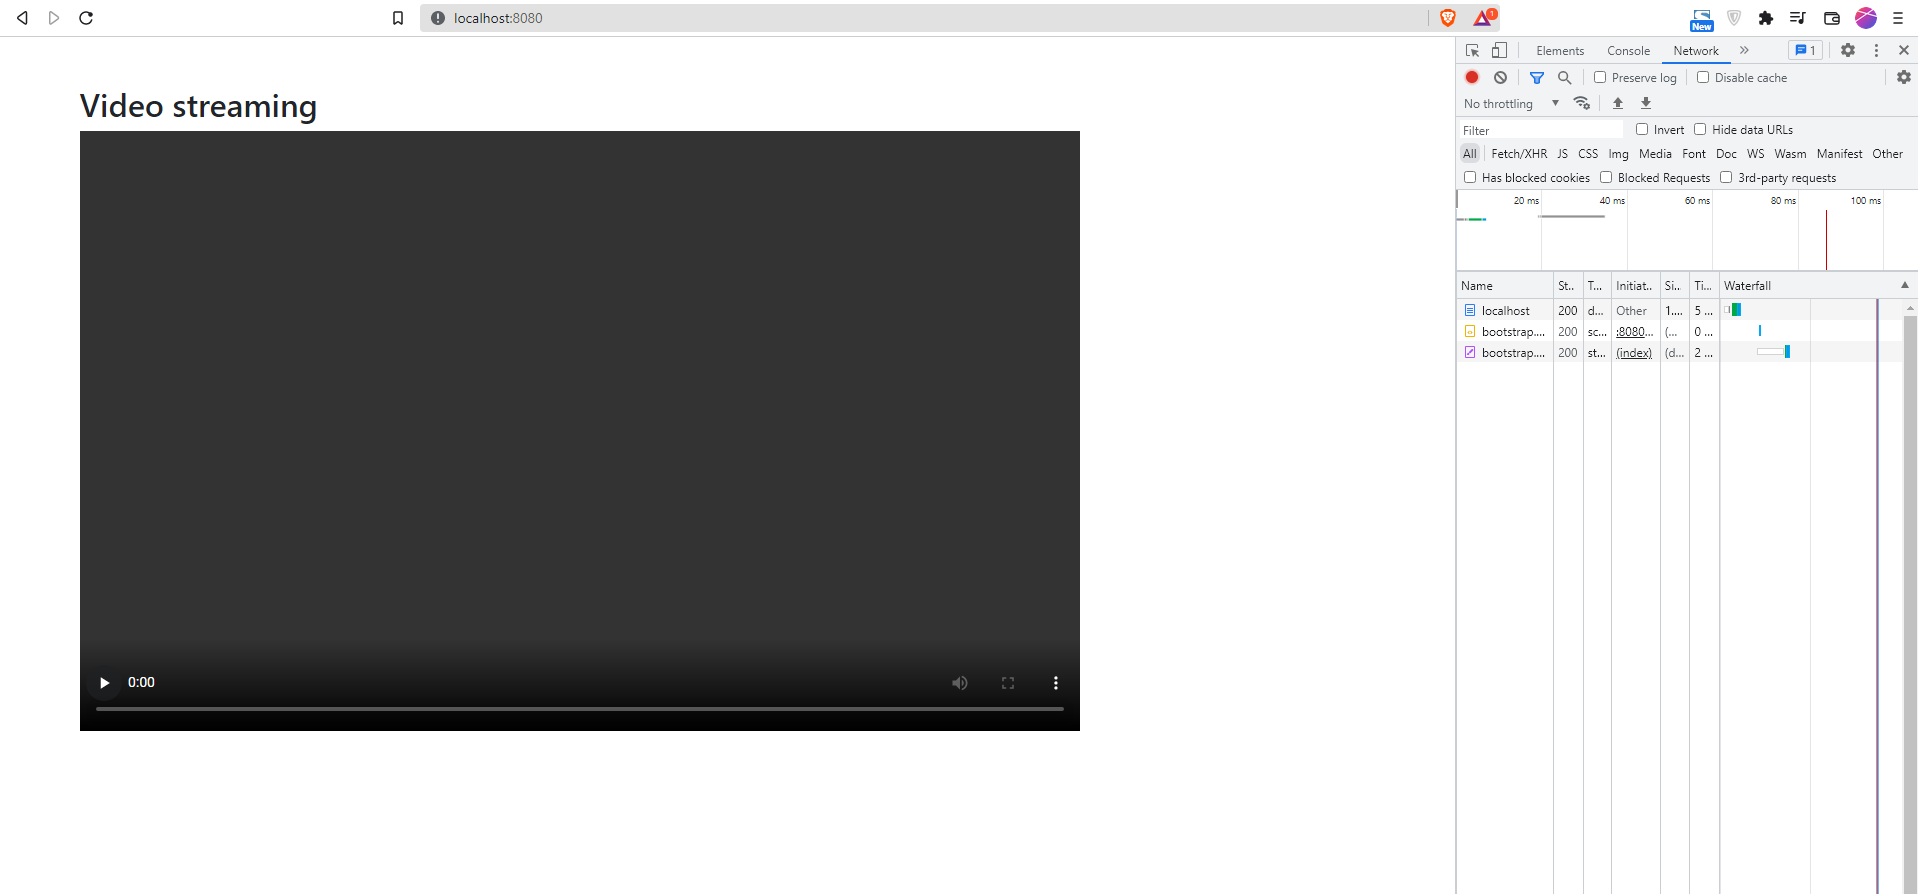 localhost:8080
1
New
Video streaming
0:00
Elements Console Network 1
Preserve log Disable cache
No throttling
Filter Invert Hide data URLs
All Fetch/XHR JS CSS Img Media Font Doc WS Wasm Manifest Other
Has blocked cookies Blocked Requests 3rd-party requests
20 ms 40 ms 60 ms 80 ms 100 ms
Name St.. T... Initiat.. Si.. Ti... Waterfall
localhost 200 d... Other 1.... 5 ...
bootstrap.... 200 sc... :8080... (... 0 ...
bootstrap.... 200 st... (index) (d... 2 ...